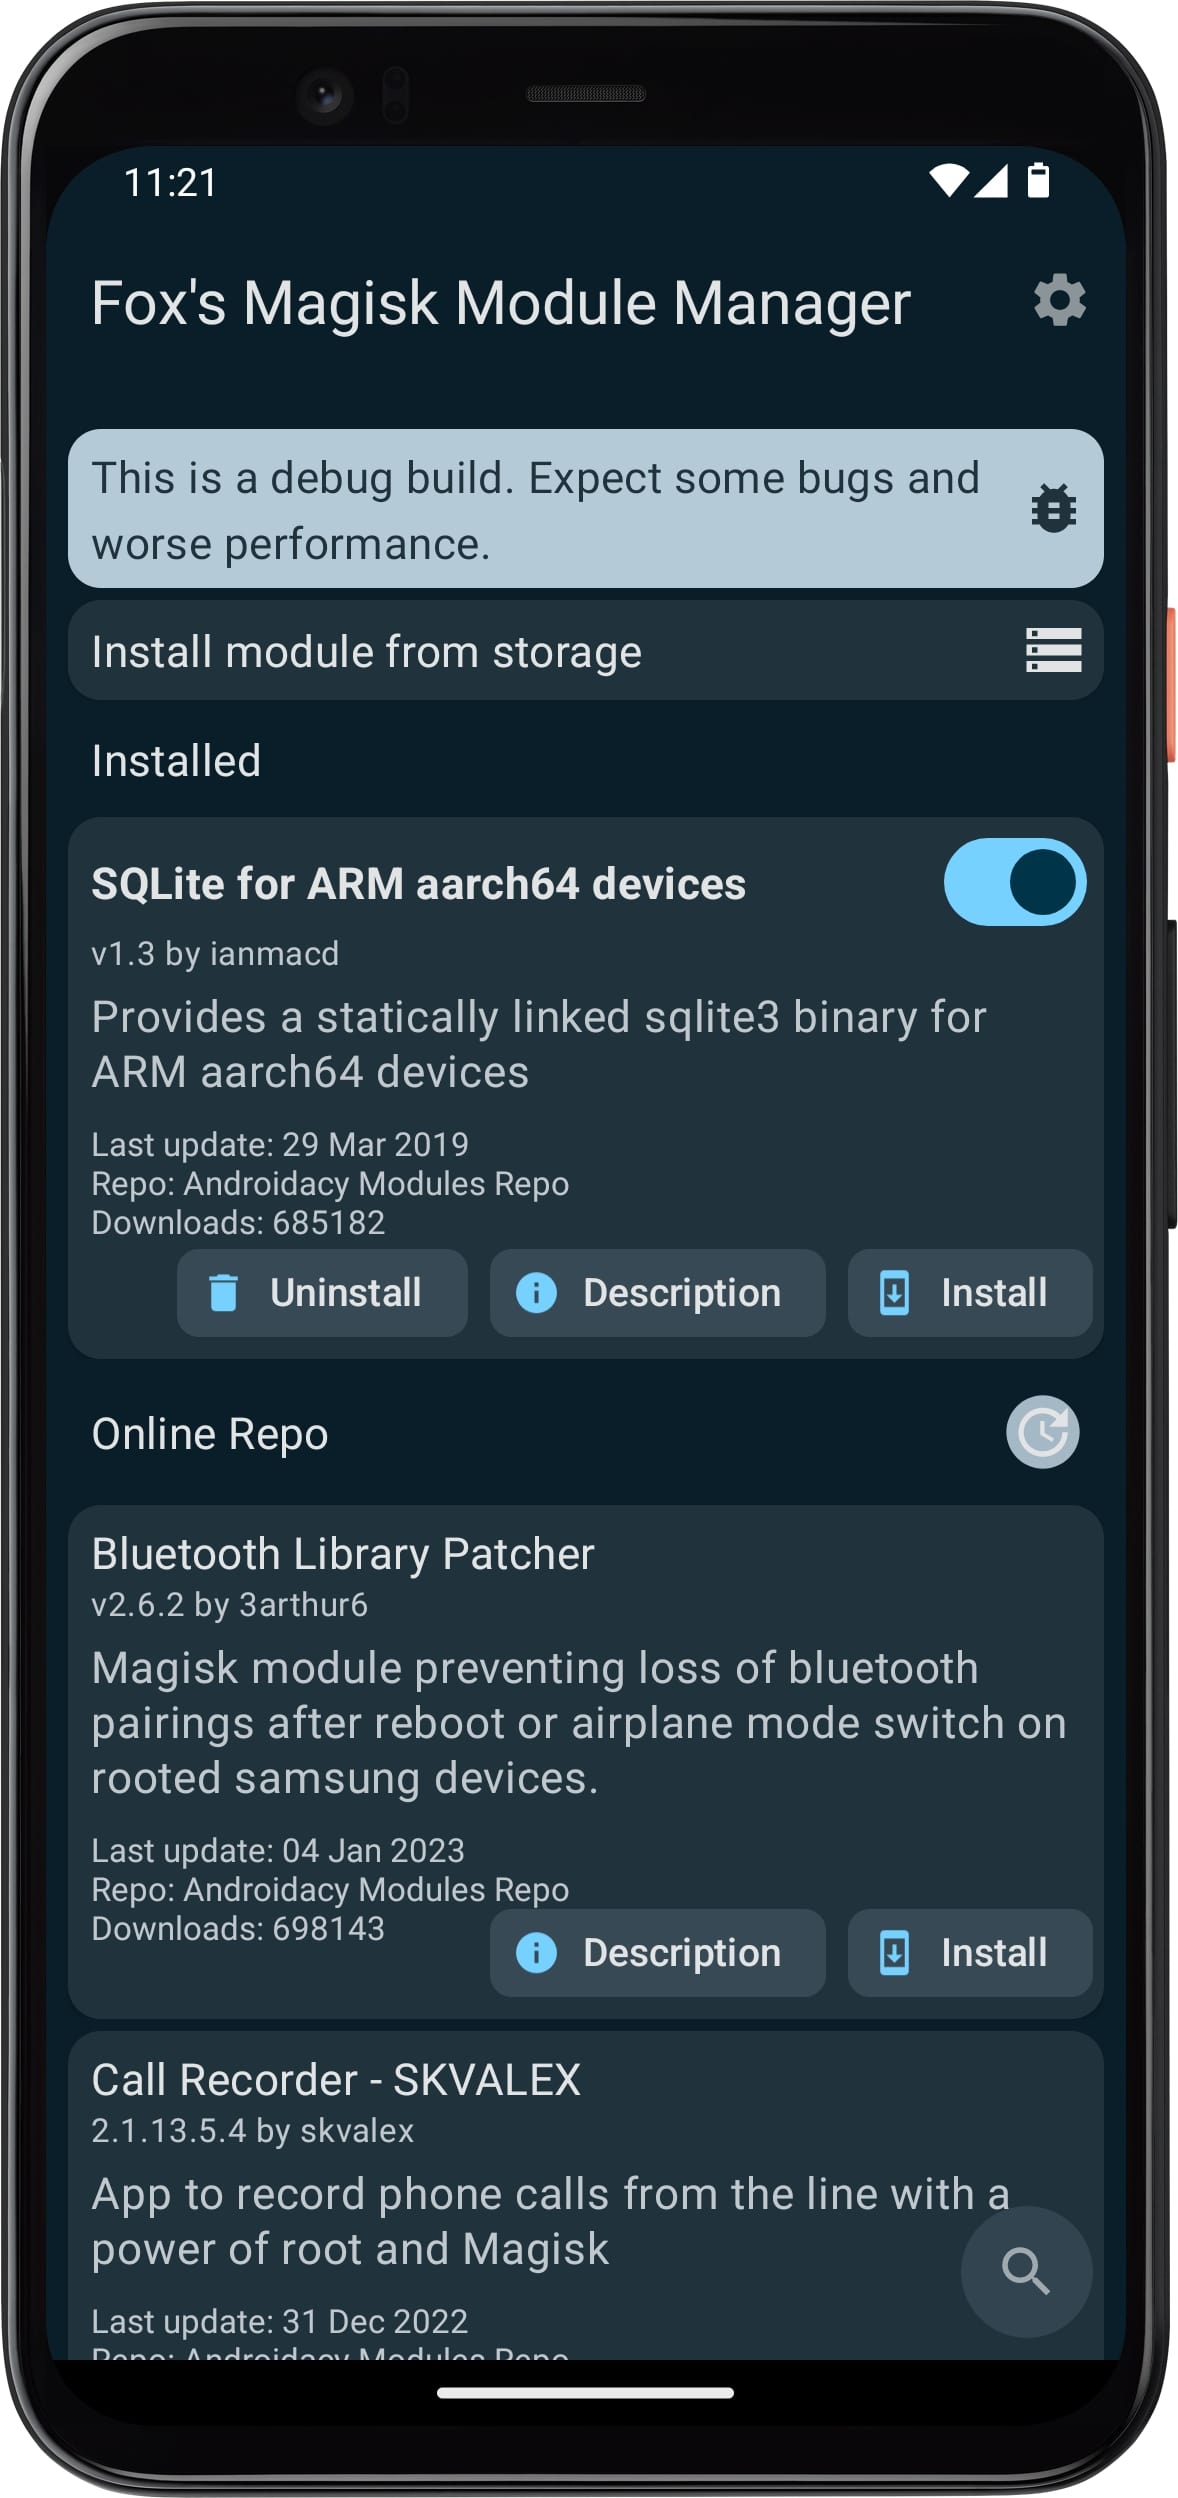 11:21
Fox's Magisk Module Manager
This is a debug build. Expect some bugs and
worse performance.
Install module from storage
Installed
SQLite for ARM aarch64 devices
v1.3 by ianmacd
Provides a statically linked sqlite3 binary for
ARM aarch64 devices
Last update: 29 Mar 2019
Repo: Androidacy Modules Repo
Downloads: 685182
Uninstall
Description
Install
Online Repo
Bluetooth Library Patcher
v2.6.2 by 3arthur6
Magisk module preventing loss of bluetooth
pairings after reboot or airplane mode switch on
rooted samsung devices.
Last update: 04 Jan 2023
Repo: Androidacy Modules Repo
Downloads: 698143
Description
Install
Call Recorder - SKVALEX
2.1.13.5.4 by skvalex
App to record phone calls from the line with a
power of root and Magisk
Last update: 31 Dec 2022
Repo: Androidacy Modules Repo